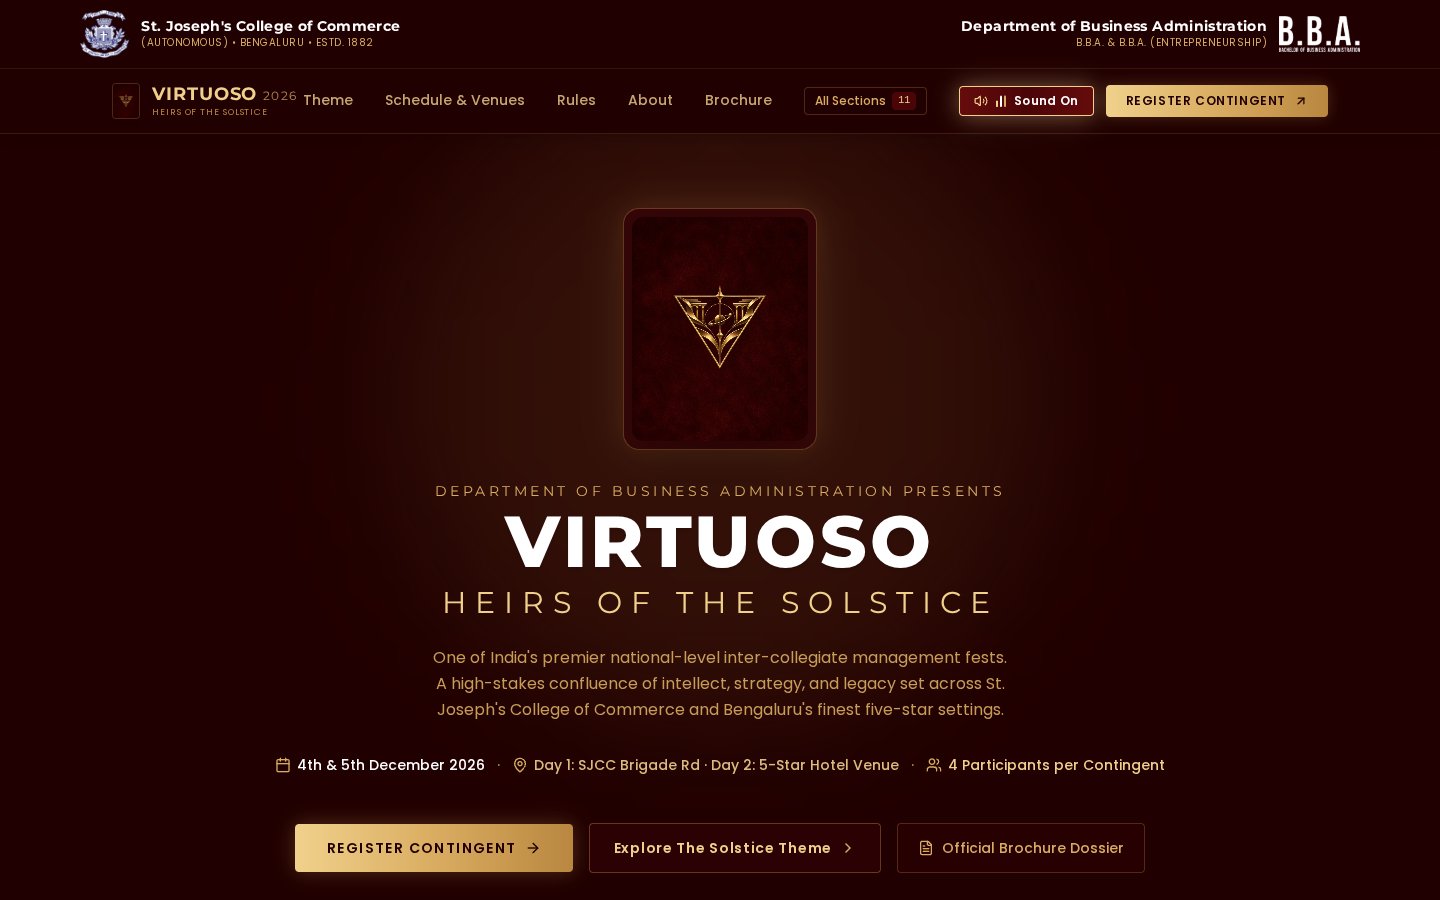 St. Joseph's College of Commerce
(AUTONOMOUS) • BENGALURU • ESTD. 1882
Department of Business Administration
B.B.A. & B.B.A. (ENTREPRENEURSHIP)
B.B.A.
BACHELOR OF BUSINESS ADMINISTRATION
VIRTUOSO 2026
HEIRS OF THE SOLSTICE
Theme
Schedule & Venues
Rules
About
Brochure
All Sections 11
Sound On
REGISTER CONTINGENT
DEPARTMENT OF BUSINESS ADMINISTRATION PRESENTS
VIRTUOSO
HEIRS OF THE SOLSTICE
One of India's premier national-level inter-collegiate management fests.
A high-stakes confluence of intellect, strategy, and legacy set across St.
Joseph's College of Commerce and Bengaluru's finest five-star settings.
4th & 5th December 2026 · Day 1: SJCC Brigade Rd · Day 2: 5-Star Hotel Venue · 4 Participants per Contingent
REGISTER CONTINGENT
Explore The Solstice Theme
Official Brochure Dossier